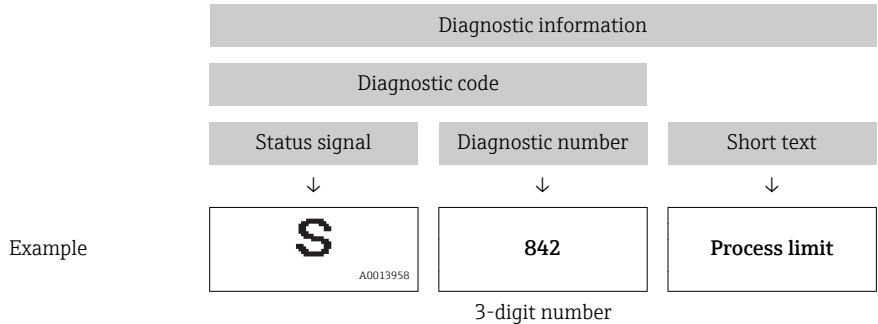 Diagnostic information
Diagnostic code
Status signal Diagnostic number Short text
↓ ↓ ↓
Example S 842 Process limit
A0013958
3-digit number